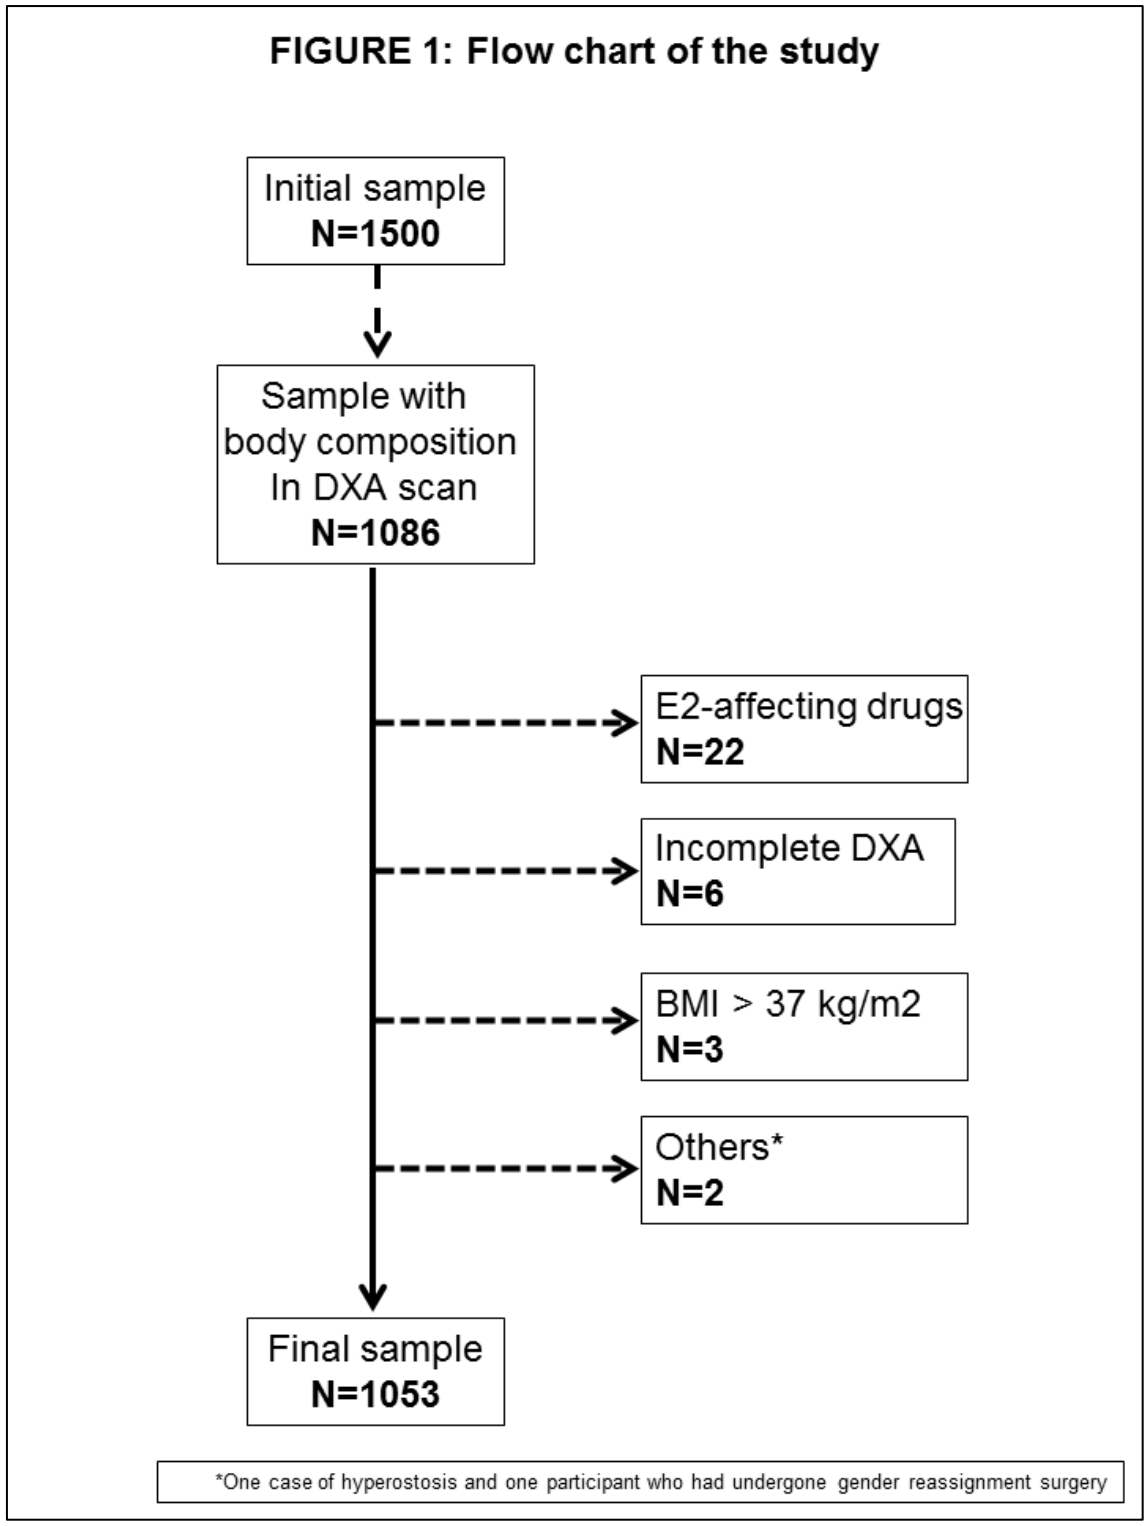 FIGURE 1: Flow chart of the study
Initial sample
N=1500
Sample with
body composition
In DXA scan
N=1086
E2-affecting drugs
N=22
Incomplete DXA
N=6
BMI > 37 kg/m2
N=3
Others*
N=2
Final sample
N=1053
*One case of hyperostosis and one participant who had undergone gender reassignment surgery